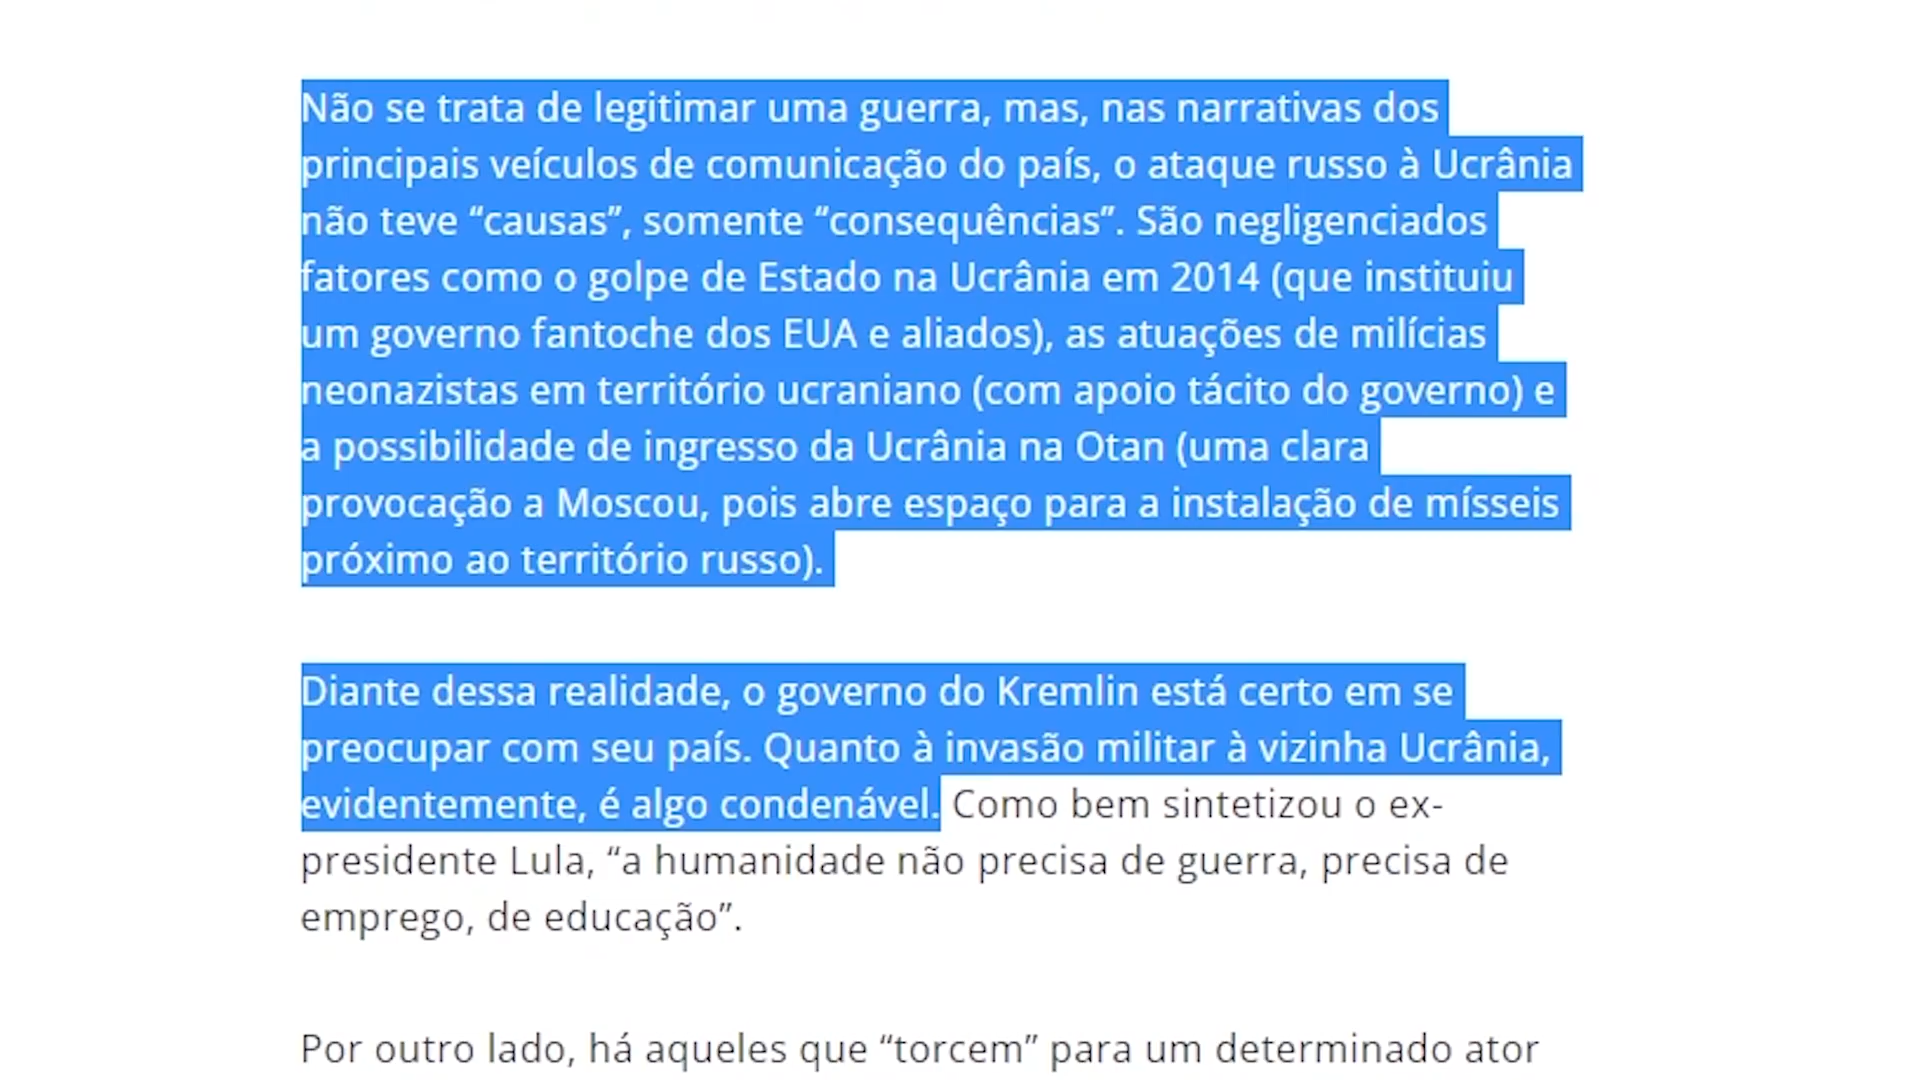 Não se trata de legitimar uma guerra, mas, nas narrativas dos
principais veículos de comunicação do país, o ataque russo à Ucrânia
não teve “causas”, somente “consequências”. São negligenciados
fatores como o golpe de Estado na Ucrânia em 2014 (que instituiu
um governo fantoche dos EUA e aliados), as atuações de milícias
neonazistas em território ucraniano (com apoio tácito do governo) e
a possibilidade de ingresso da Ucrânia na Otan (uma clara
provocação a Moscou, pois abre espaço para a instalação de mísseis
próximo ao território russo).
Diante dessa realidade, o governo do Kremlin está certo em se
preocupar com seu país. Quanto à invasão militar à vizinha Ucrânia,
evidentemente, é algo condenável. Como bem sintetizou o ex-
presidente Lula, “a humanidade não precisa de guerra, precisa de
emprego, de educação”.
Por outro lado, há aqueles que “torcem” para um determinado ator